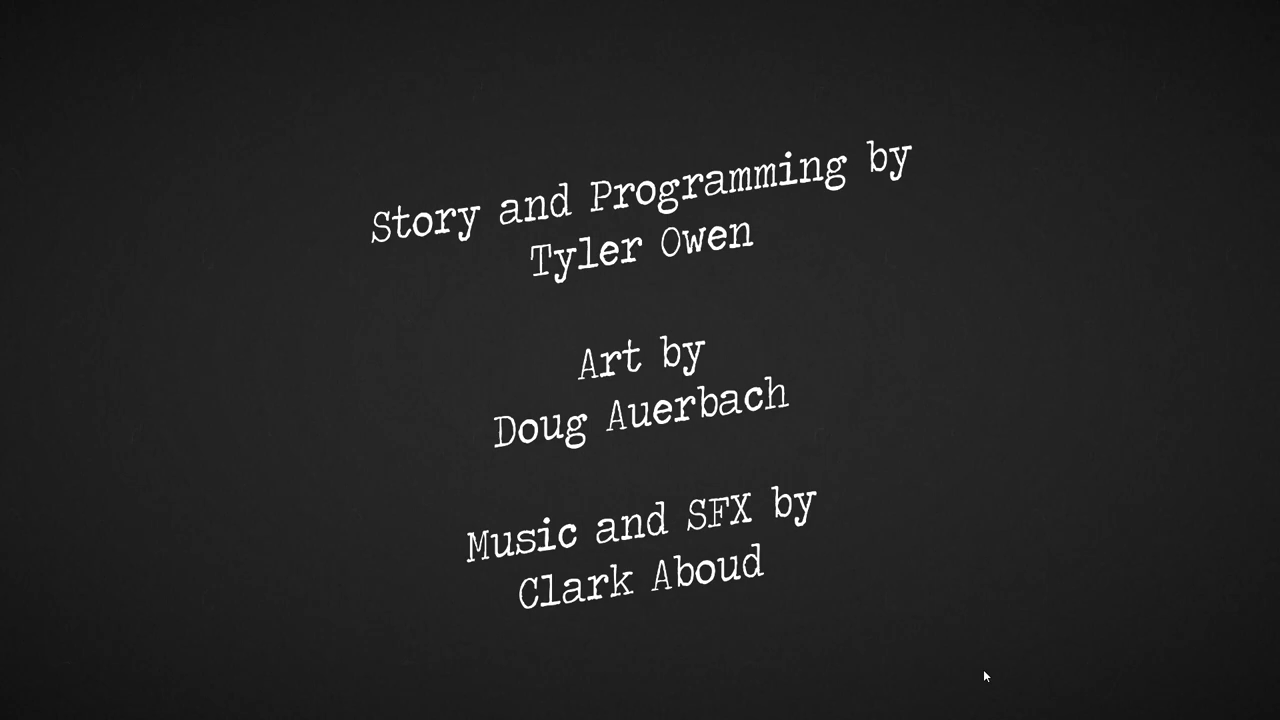 Story and Programming by
Tyler Owen
Art by
Doug Auerbach
Music and SFX by
Clark Aboud